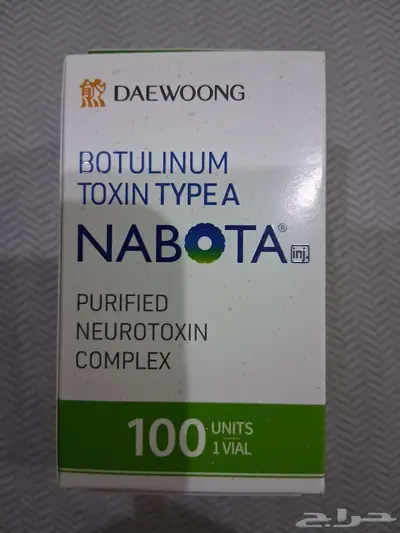 DAEWOONG
BOTULINUM
TOXIN TYPE A
NABOTA® inj.
PURIFIED
NEUROTOXIN
COMPLEX
100 UNITS
1 VIAL
حراج